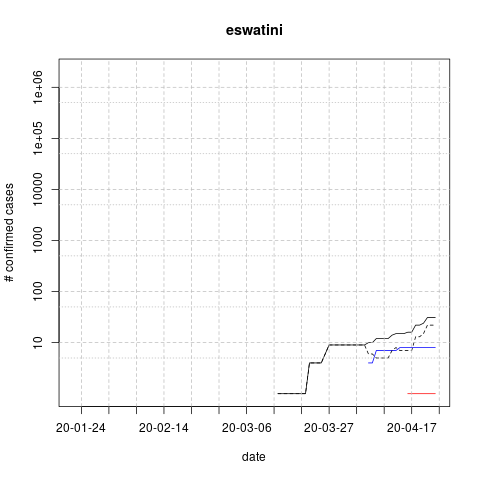 eswatini
1e+06
1e+05
10000
1000
100
10
# confirmed cases
20-01-24
20-02-14
20-03-06
20-03-27
20-04-17
date